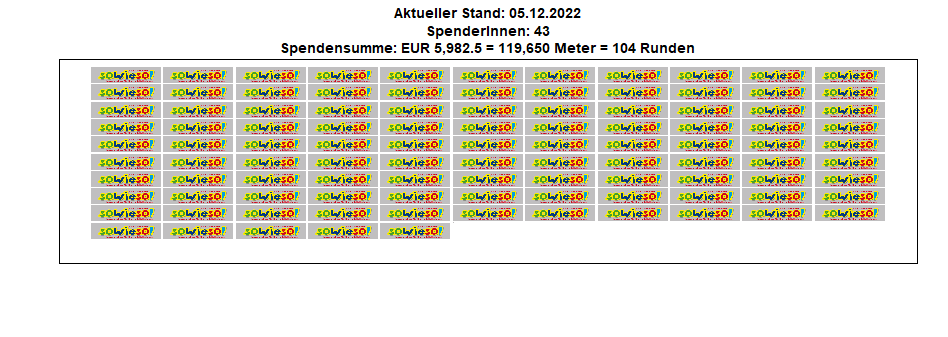 Aktueller Stand: 05.12.2022
SpenderInnen: 43
Spendensumme: EUR 5,982.5 = 119,650 Meter = 104 Runden
sowieso! sowieso! sowieso! sowieso! sowieso! sowieso! sowieso! sowieso! sowieso! sowieso! sowieso!
sowieso! sowieso! sowieso! sowieso! sowieso! sowieso! sowieso! sowieso! sowieso! sowieso! sowieso!
sowieso! sowieso! sowieso! sowieso! sowieso! sowieso! sowieso! sowieso! sowieso! sowieso! sowieso!
sowieso! sowieso! sowieso! sowieso! sowieso! sowieso! sowieso! sowieso! sowieso! sowieso! sowieso!
sowieso! sowieso! sowieso! sowieso! sowieso! sowieso! sowieso! sowieso! sowieso! sowieso! sowieso!
sowieso! sowieso! sowieso! sowieso! sowieso! sowieso! sowieso! sowieso! sowieso! sowieso! sowieso!
sowieso! sowieso! sowieso! sowieso! sowieso! sowieso! sowieso! sowieso! sowieso! sowieso! sowieso!
sowieso! sowieso! sowieso! sowieso! sowieso! sowieso! sowieso! sowieso! sowieso! sowieso! sowieso!
sowieso! sowieso! sowieso! sowieso! sowieso! sowieso! sowieso! sowieso! sowieso! sowieso! sowieso!
sowieso! sowieso! sowieso! sowieso! sowieso!